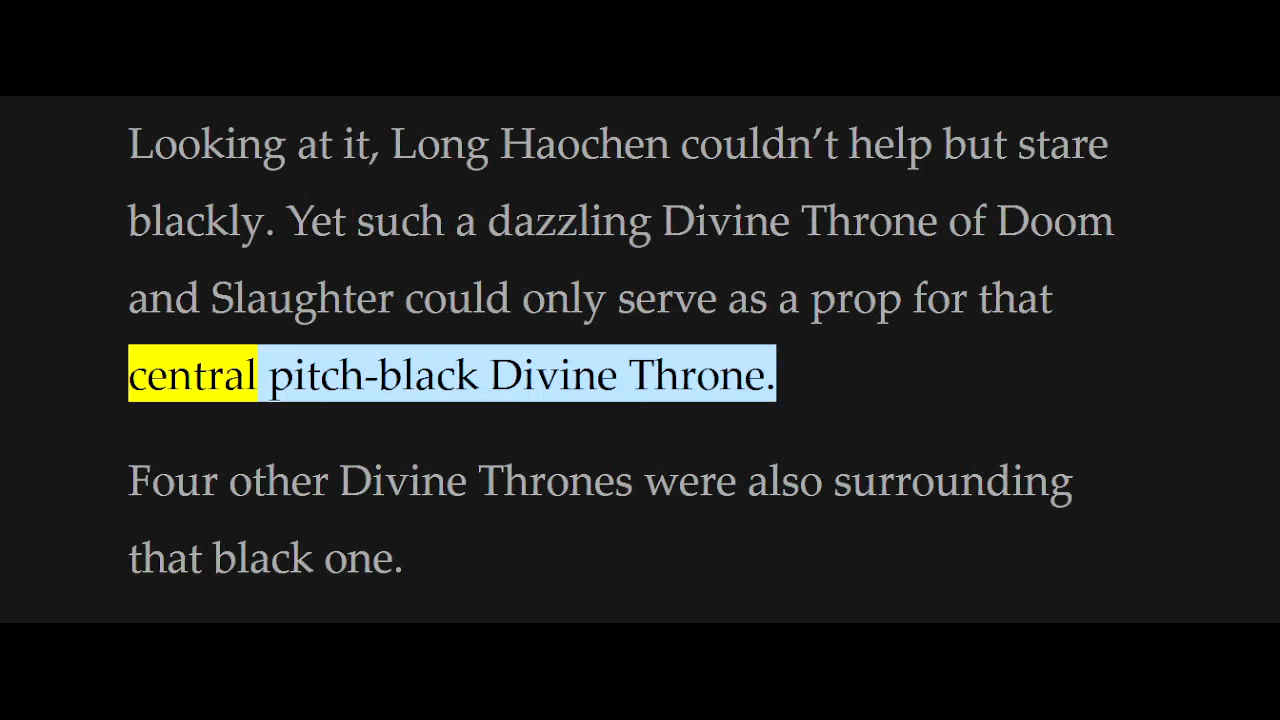 Looking at it, Long Haochen couldn’t help but stare
blackly. Yet such a dazzling Divine Throne of Doom
and Slaughter could only serve as a prop for that
central pitch-black Divine Throne.
Four other Divine Thrones were also surrounding
that black one.